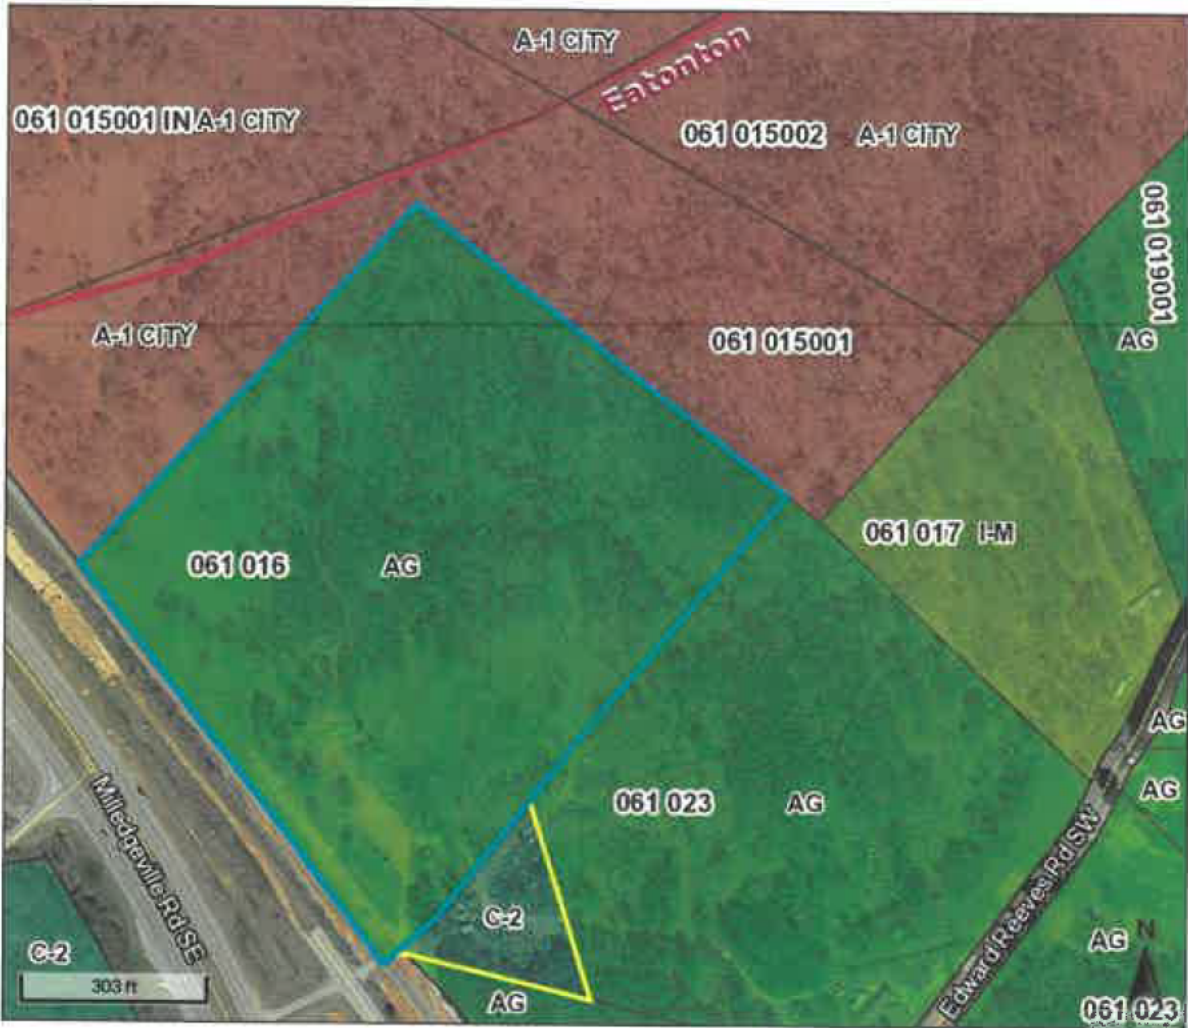 A-1 CITY
Eatonton
061 015001 IN A-1 CITY
061 015002 A-1 CITY
061 019001
A-1 CITY
061 015001
AG
061 017 I-M
061 016 AG
AG
061 023 AG
AG
Milledgeville Rd SE
Edward Reeves Rd SW
C-2
C-2
AG
N
303 ft
AG
061 023